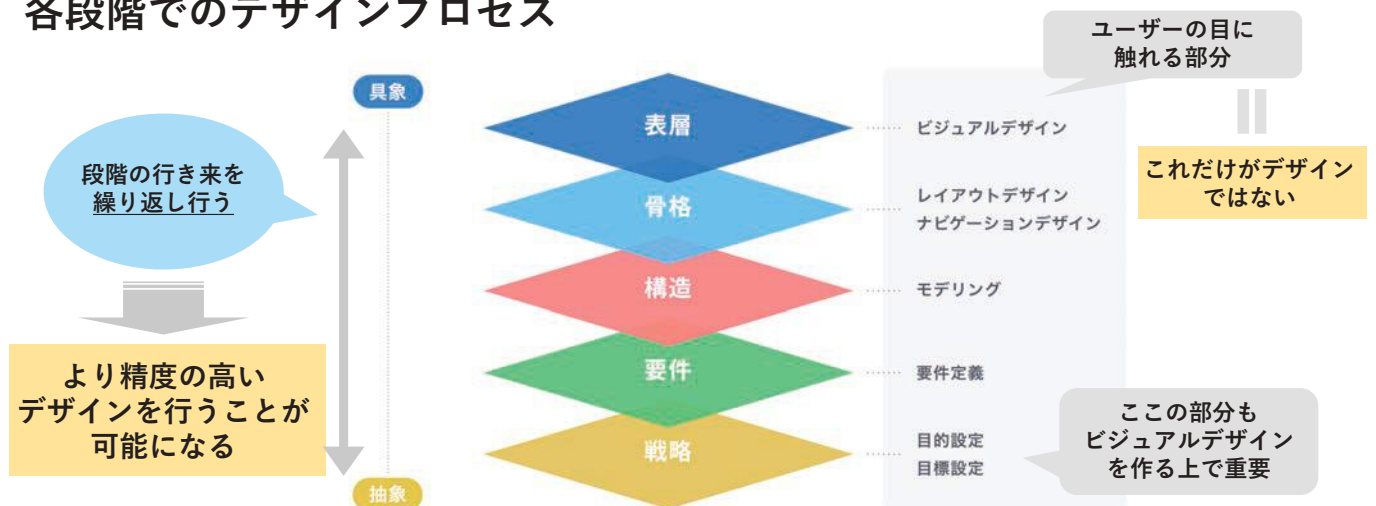 各段階でのデザインプロセス
ユーザーの目に
触れる部分
具象
表層
ビジュアルデザイン
これだけがデザイン
ではない
段階の行き来を
繰り返し行う
骨格
レイアウトデザイン
ナビゲーションデザイン
構造
モデリング
より精度の高い
デザインを行うことが
可能になる
要件
要件定義
ここの部分も
ビジュアルデザイン
を作る上で重要
戦略
目的設定
目標設定
抽象